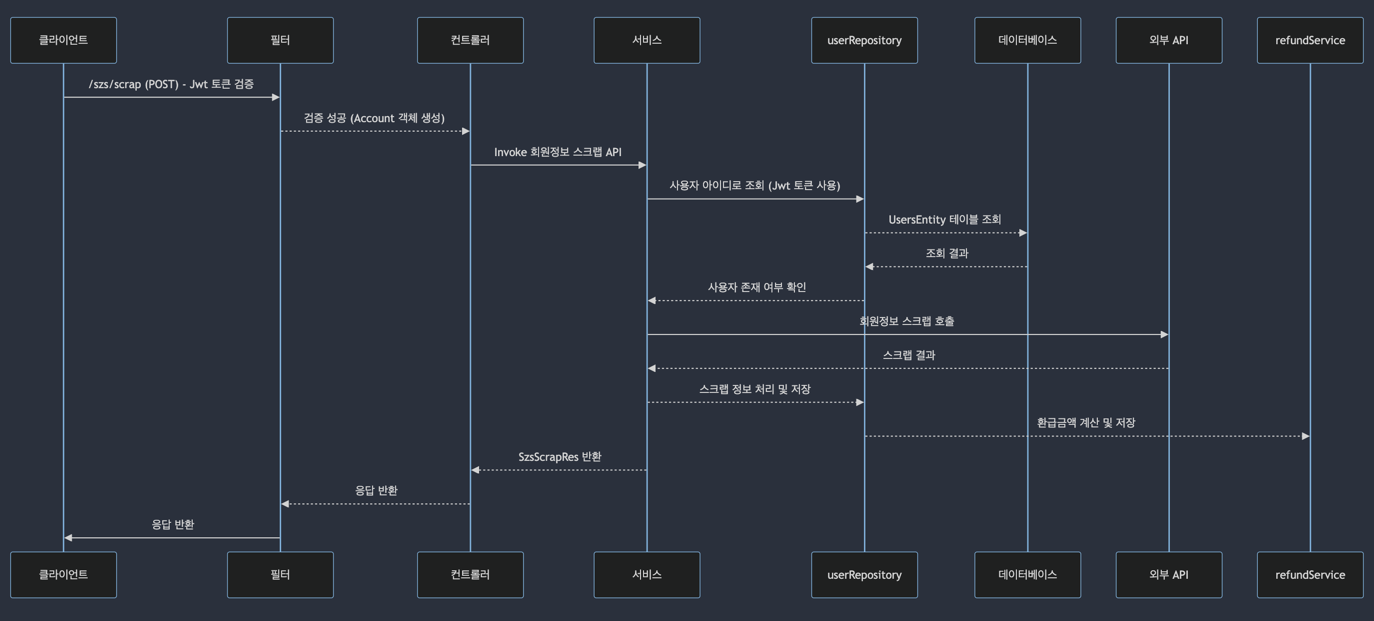 클라이언트
필터
컨트롤러
서비스
userRepository
데이터베이스
외부 API
refundService
/szs/scrap (POST) - Jwt 토큰 검증
검증 성공 (Account 객체 생성)
Invoke 회원정보 스크랩 API
사용자 아이디로 조회 (Jwt 토큰 사용)
UsersEntity 테이블 조회
조회 결과
사용자 존재 여부 확인
회원정보 스크랩 호출
스크랩 결과
스크랩 정보 처리 및 저장
환급금액 계산 및 저장
SzsScrapRes 반환
응답 반환
응답 반환
클라이언트
필터
컨트롤러
서비스
userRepository
데이터베이스
외부 API
refundService